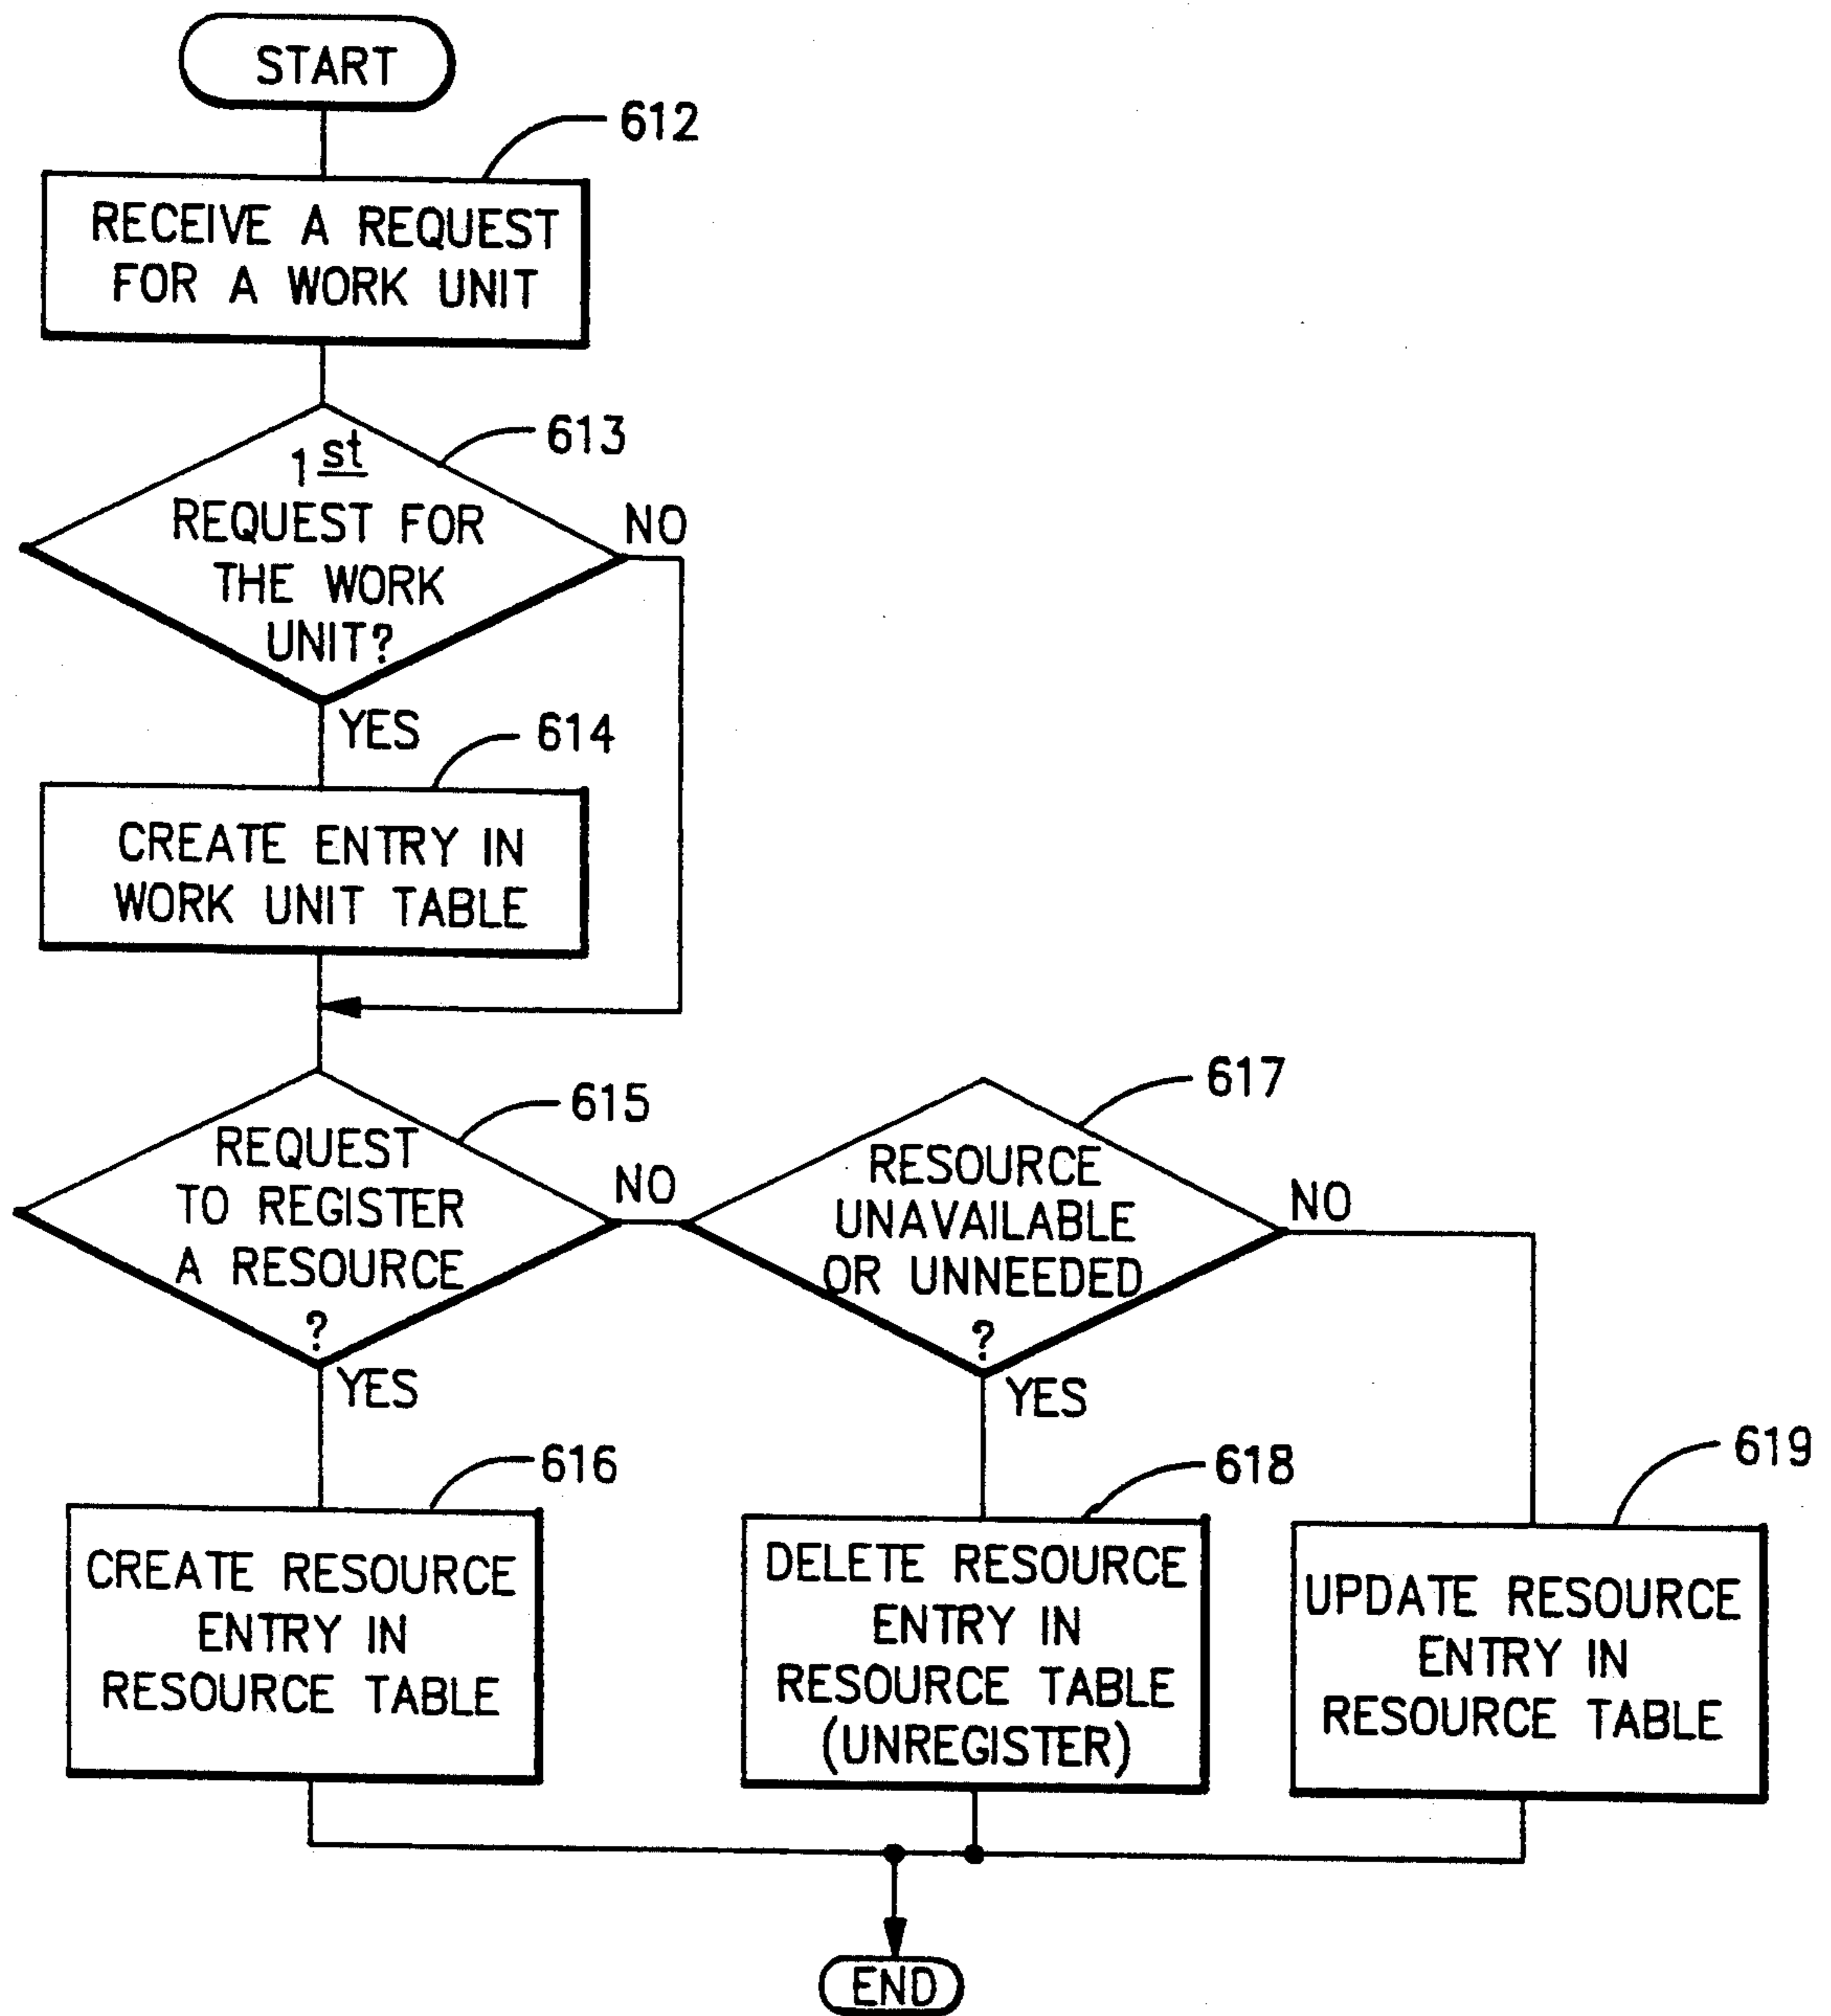 START
612
RECEIVE A REQUEST
FOR A WORK UNIT
613
1st
REQUEST FOR
THE WORK
UNIT?
NO
YES
614
CREATE ENTRY IN
WORK UNIT TABLE
615
REQUEST
TO REGISTER
A RESOURCE
?
NO
YES
617
RESOURCE
UNAVAILABLE
OR UNNEEDED
?
NO
YES
616
CREATE RESOURCE
ENTRY IN
RESOURCE TABLE
618
DELETE RESOURCE
ENTRY IN
RESOURCE TABLE
(UNREGISTER)
619
UPDATE RESOURCE
ENTRY IN
RESOURCE TABLE
END